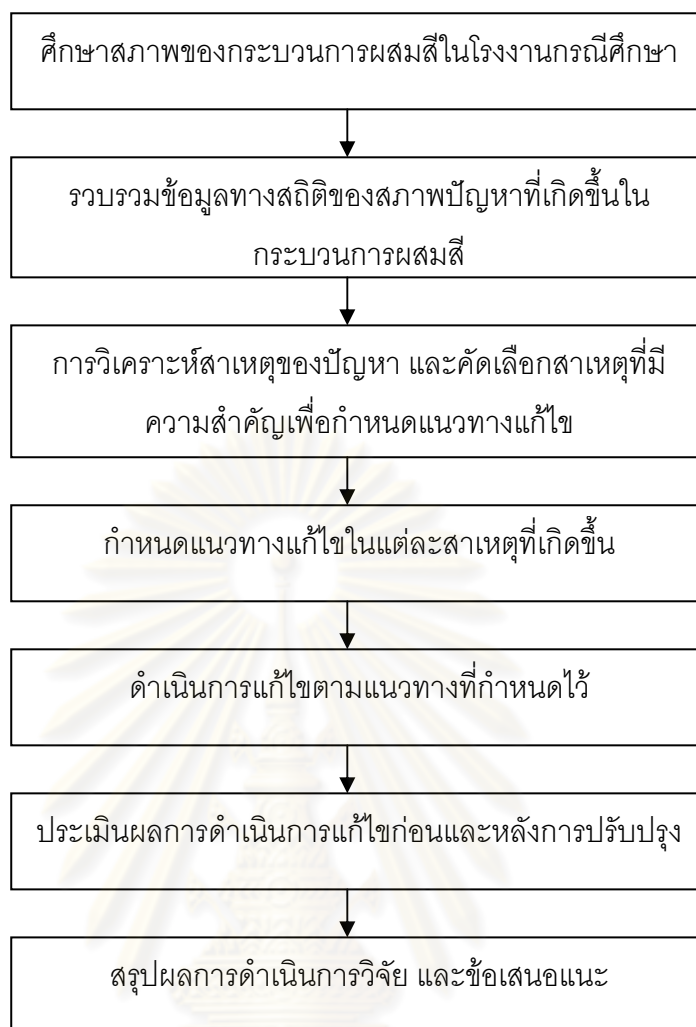 ศึกษาสภาพของกระบวนการผสมสีในโรงงานกรณีศึกษา
รวบรวมข้อมูลทางสถิติของสภาพปัญหาที่เกิดขึ้นใน
กระบวนการผสมสี
การวิเคราะห์สาเหตุของปัญหา และคัดเลือกสาเหตุที่มี
ความสำคัญเพื่อกำหนดแนวทางแก้ไข
กำหนดแนวทางแก้ไขในแต่ละสาเหตุที่เกิดขึ้น
ดำเนินการแก้ไขตามแนวทางที่กำหนดไว้
ประเมินผลการดำเนินการแก้ไขก่อนและหลังการปรับปรุง
สรุปผลการดำเนินการวิจัย และข้อเสนอแนะ